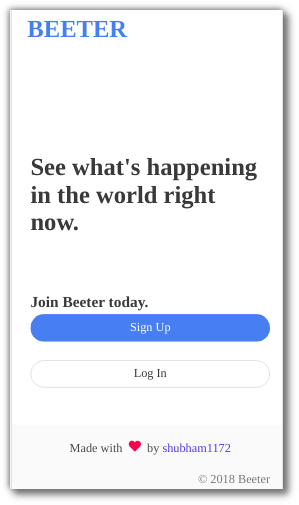 BEETER
See what's happening
in the world right
now.
Join Beeter today.
Sign Up
Log In
Made with ♥ by shubham1172
© 2018 Beeter